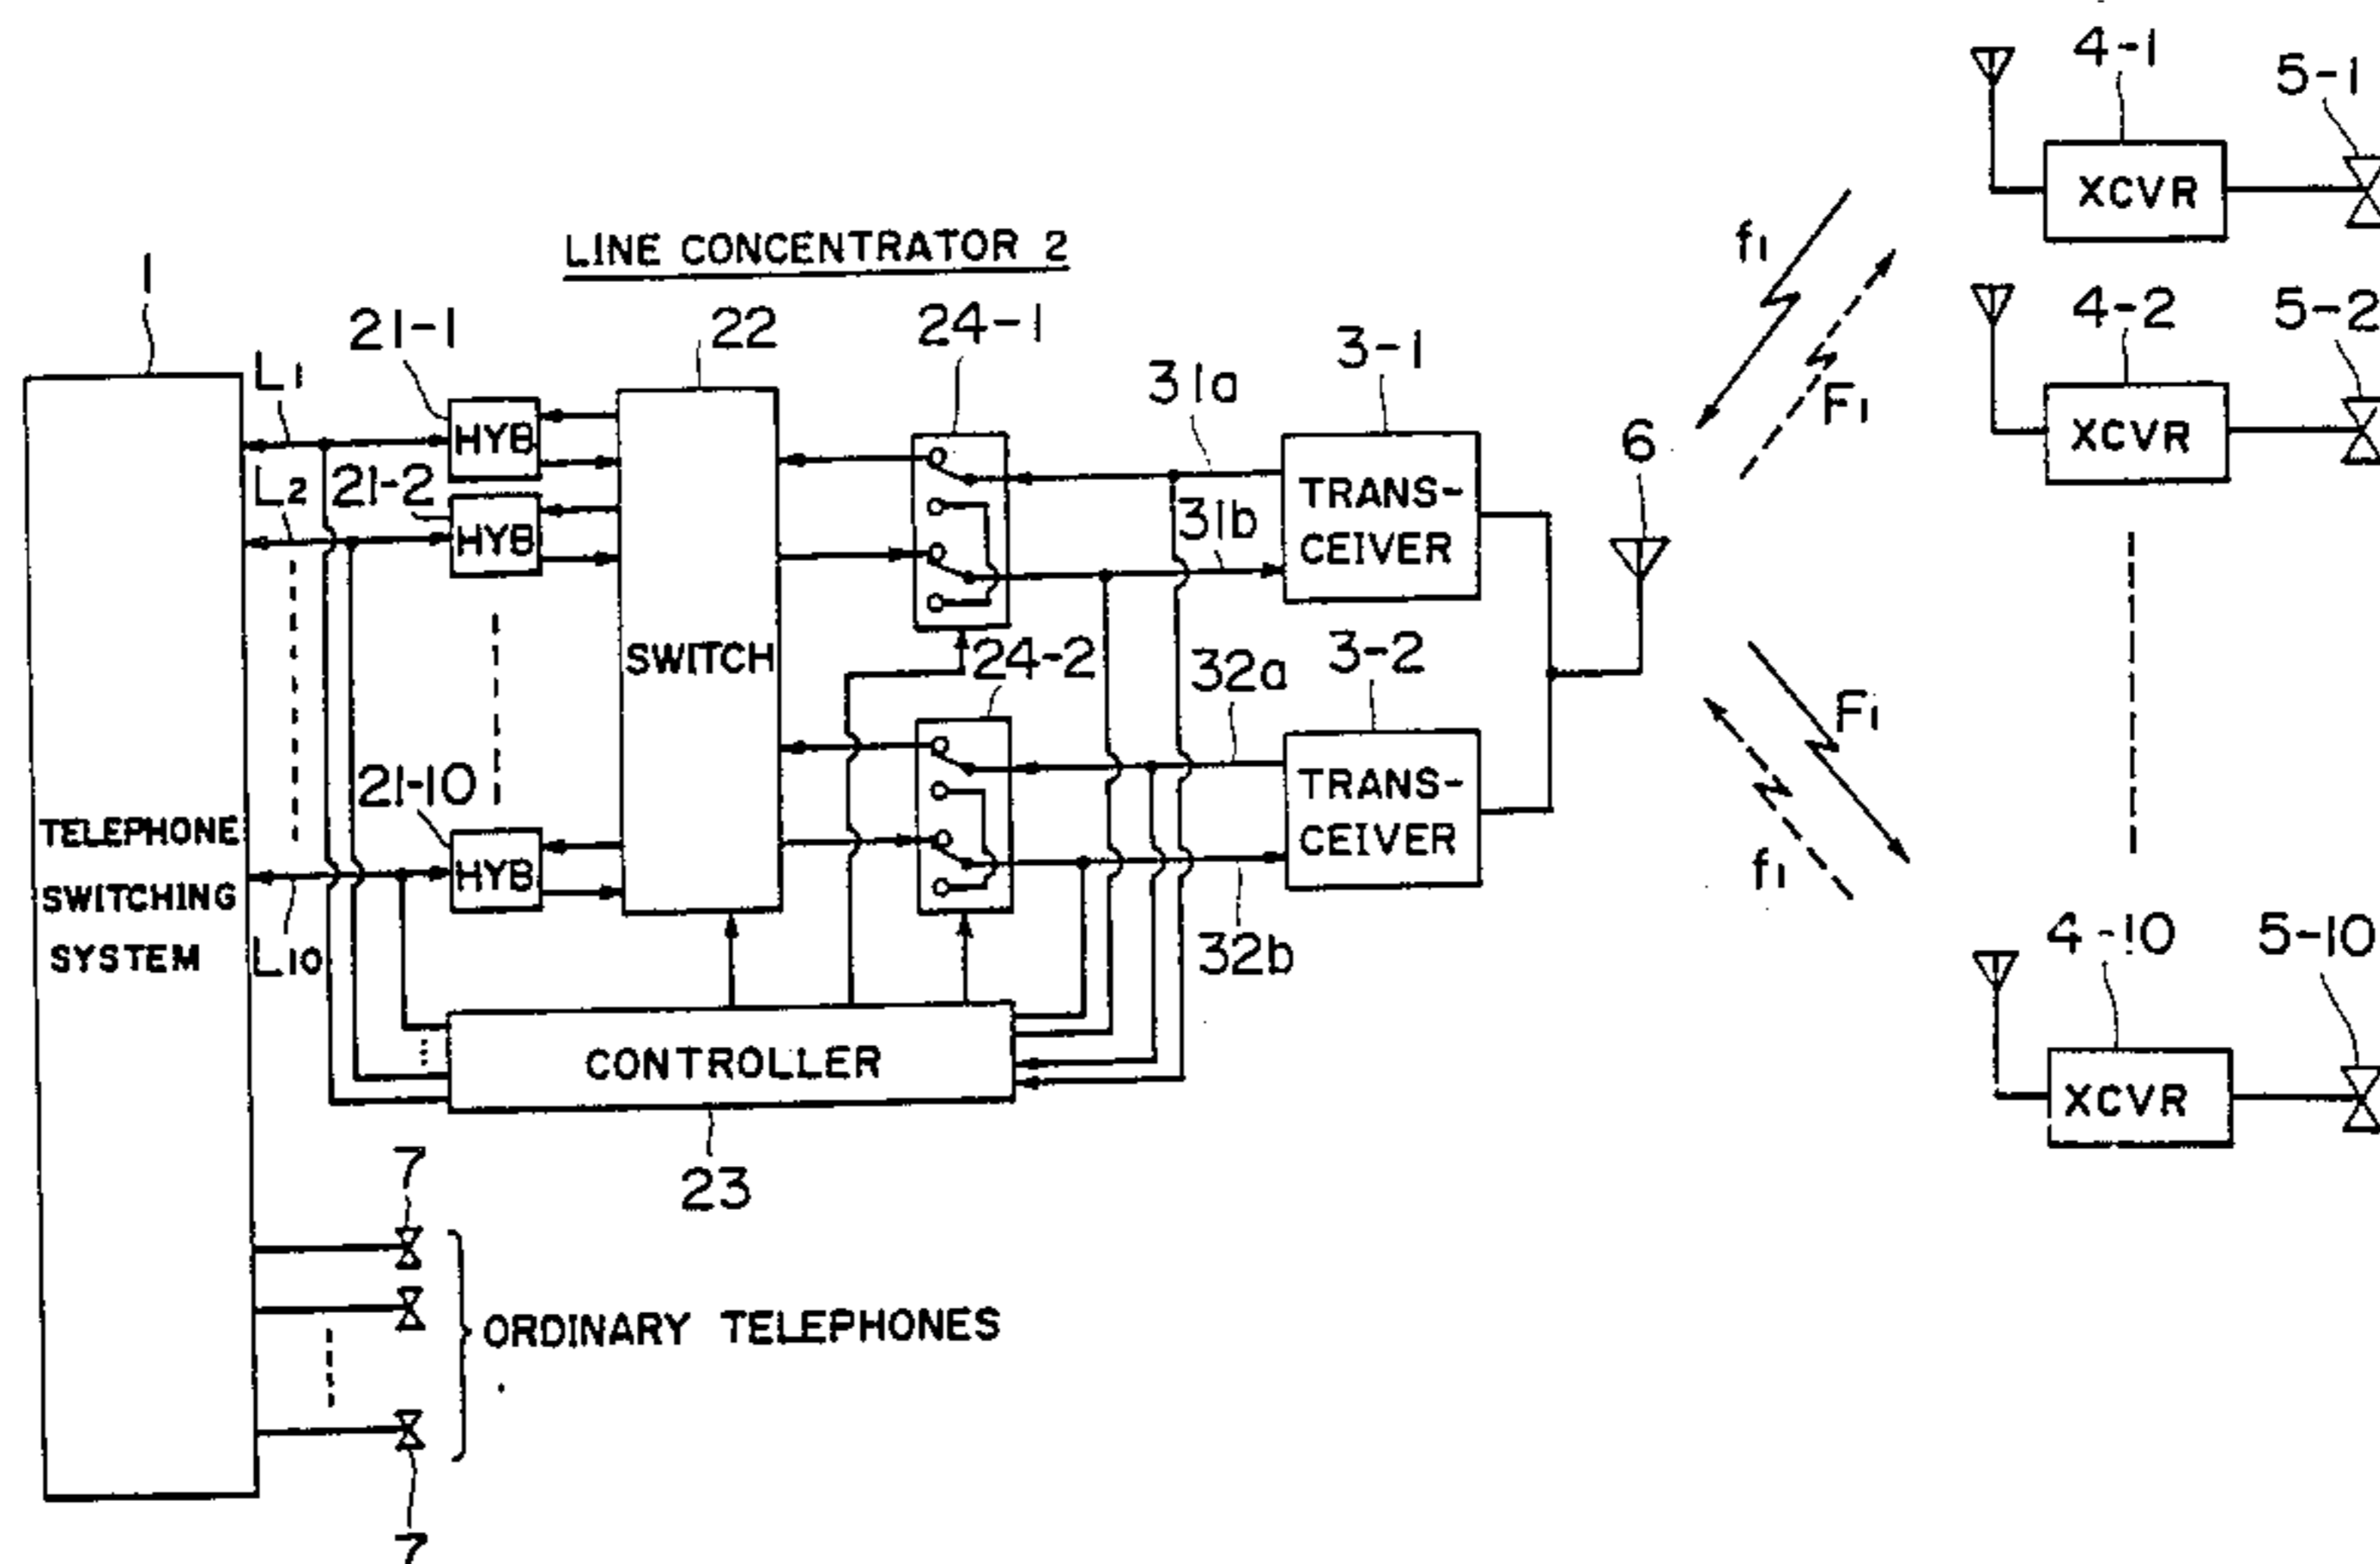 4-1
5-1
XCVR
f1
F1
LINE CONCENTRATOR 2
1
21-1
22
24-1
3-1
4-2
5-2
XCVR
L1
HYB
31a
6
L2
21-2
HYB
31b
TRANS-
CEIVER
SWITCH
24-2
32a
3-2
F1
f1
21-10
HYB
TRANS-
CEIVER
TELEPHONE
SWITCHING
SYSTEM
L10
32b
4-10
5-10
XCVR
CONTROLLER
23
7
ORDINARY TELEPHONES
7